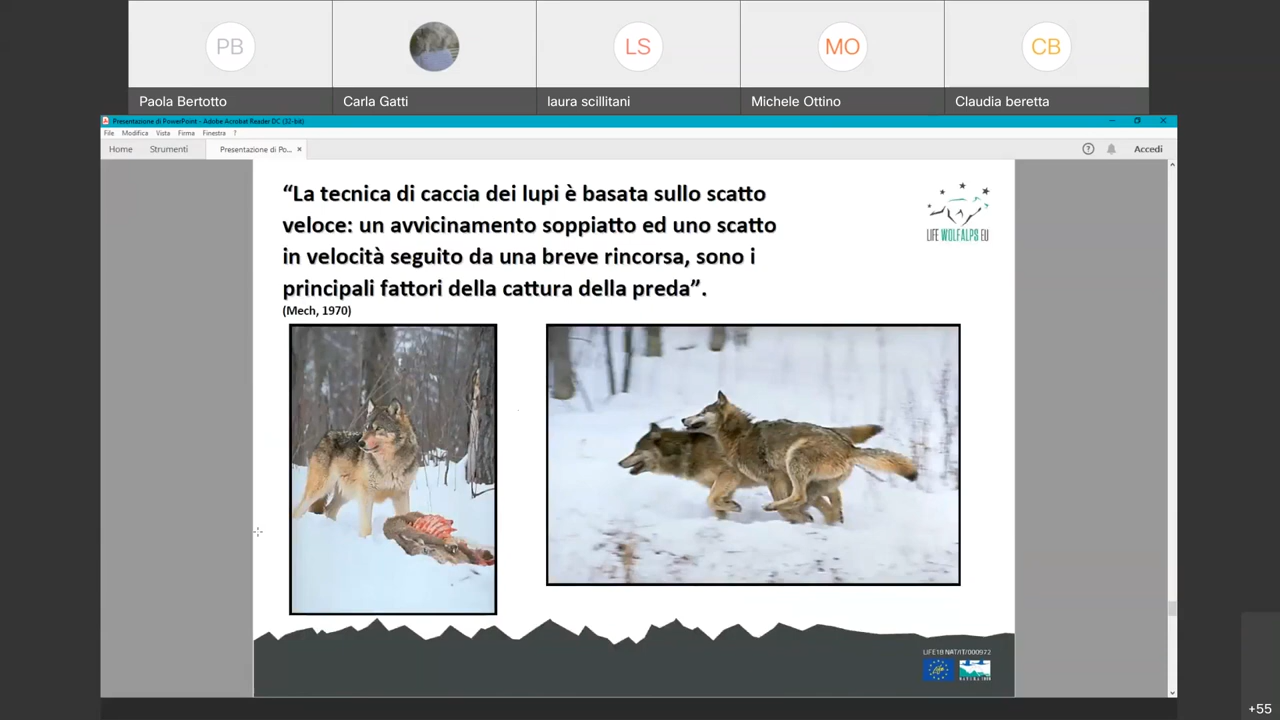 PB
LS
MO
CB
Paola Bertotto
Carla Gatti
laura scillitani
Michele Ottino
Claudia beretta
Presentazione di PowerPoint - Adobe Acrobat Reader DC (32-bit)
File Modifica Vista Firma Finestra ?
Home Strumenti Presentazione di Po... × Accedi
“La tecnica di caccia dei lupi è basata sullo scatto
veloce: un avvicinamento soppiatto ed uno scatto
in velocità seguito da una breve rincorsa, sono i
principali fattori della cattura della preda”.
(Mech, 1970)
LIFE WOLFALPS EU
LIFE18 NAT/IT/000972
Life
NATURA 2000
+55